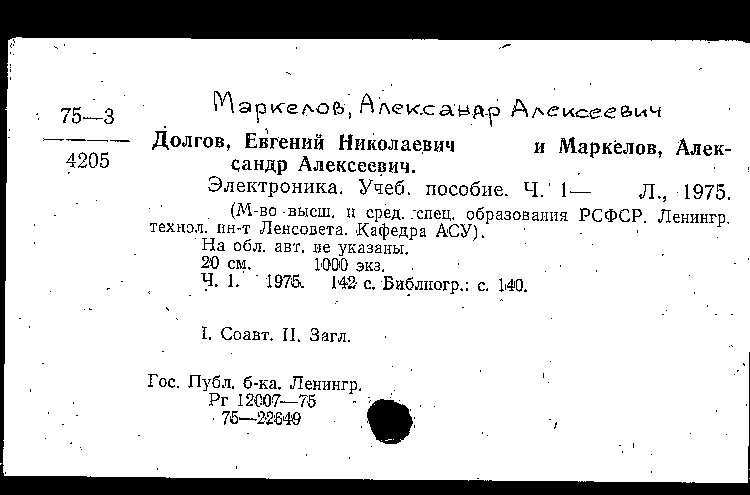 Маркелов, Александр Алексеевич
75—3
4205
Долгов, Евгений Николаевич и Маркелов, Алек-
сандр Алексеевич.
Электроника. Учеб. пособие. Ч. 1— Л., 1975.
(М-во высш. и сред. спец. образования РСФСР. Ленингр.
технол. ин-т Ленсовета. Кафедра АСУ).
На обл. авт. не указаны.
20 см. 1000 экз.
Ч. 1. 1975. 142 с. Библиогр.: с. 140.
I. Соавт. II. Загл.
Гос. Публ. б-ка. Ленингр.
Рг 12007—75
75—22649